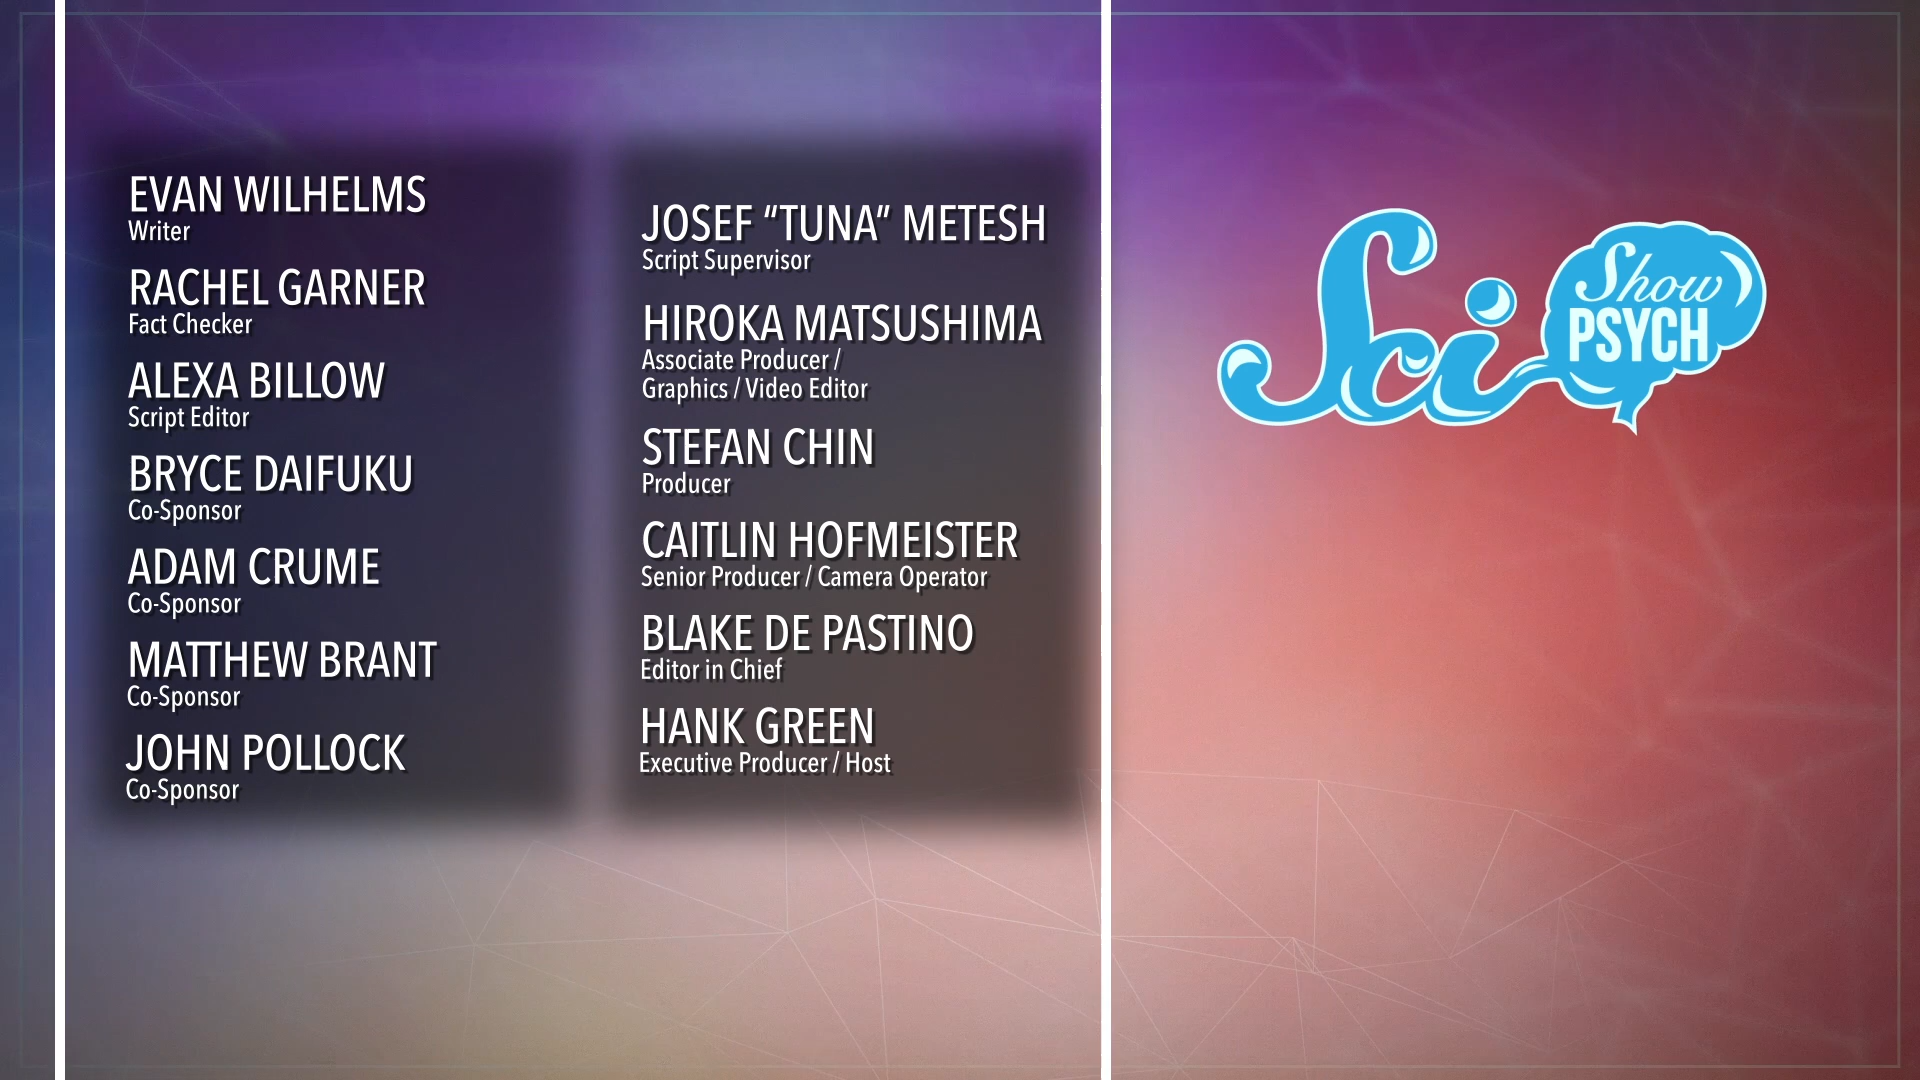 EVAN WILHELMS
Writer
RACHEL GARNER
Fact Checker
ALEXA BILLOW
Script Editor
BRYCE DAIFUKU
Co-Sponsor
ADAM CRUME
Co-Sponsor
MATTHEW BRANT
Co-Sponsor
JOHN POLLOCK
Co-Sponsor
JOSEF “TUNA” METESH
Script Supervisor
HIROKA MATSUSHIMA
Associate Producer /
Graphics / Video Editor
STEFAN CHIN
Producer
CAITLIN HOFMEISTER
Senior Producer / Camera Operator
BLAKE DE PASTINO
Editor in Chief
HANK GREEN
Executive Producer / Host
Sci
Show
PSYCH